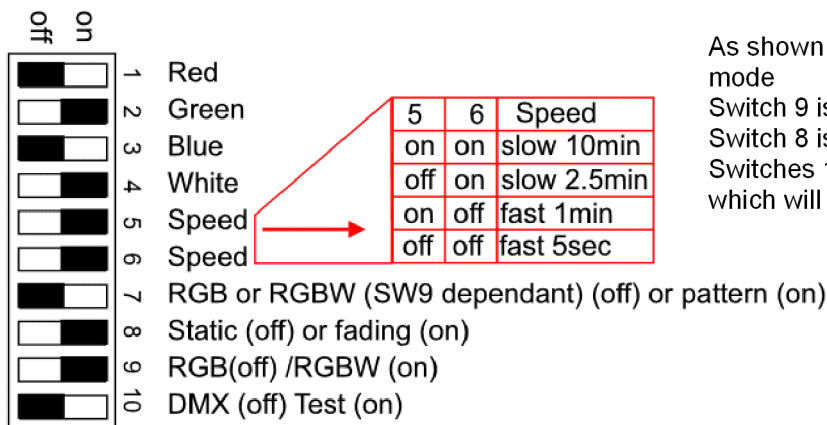 off on
1 Red
2 Green
3 Blue
4 White
5 Speed
6 Speed
7 RGB or RGBW (SW9 dependant) (off) or pattern (on)
8 Static (off) or fading (on)
9 RGB(off) /RGBW (on)
10 DMX (off) Test (on)
5 6 Speed
on on slow 10min
off on slow 2.5min
on off fast 1min
off off fast 5sec
As shown
mode
Switch 9 is
Switch 8 is
Switches
which will